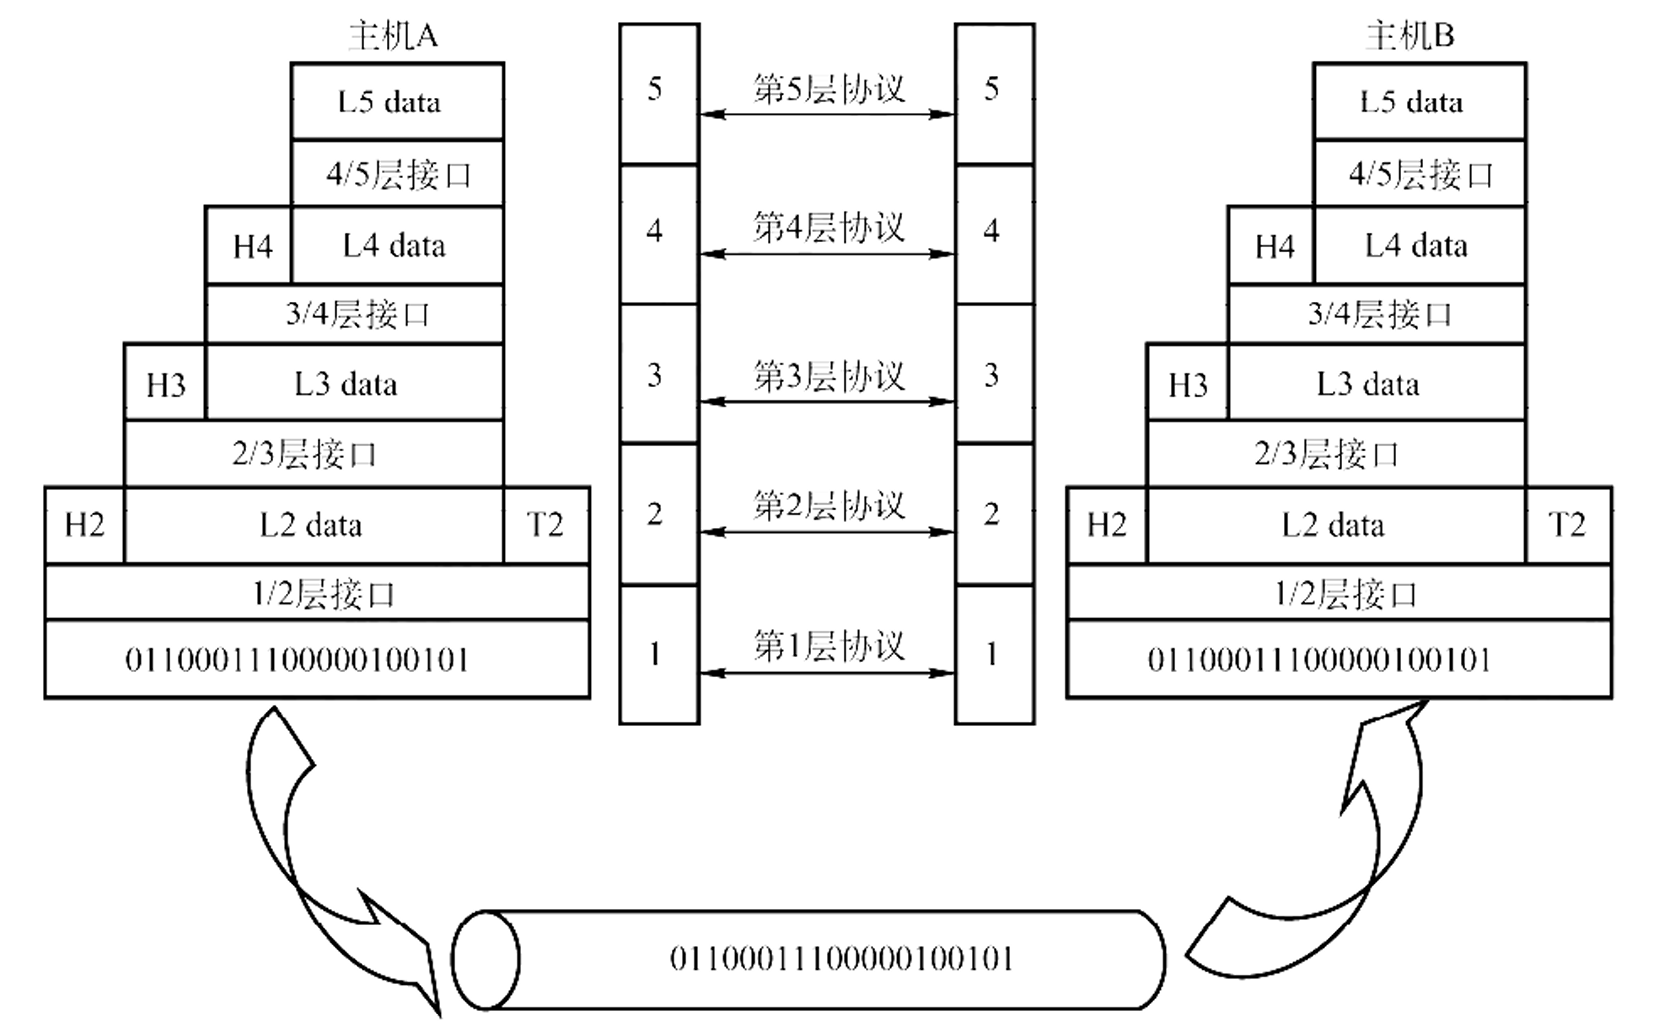 主机A
L5 data
4/5层接口
H4 L4 data
3/4层接口
H3 L3 data
2/3层接口
H2 L2 data T2
1/2层接口
01100011100000100101
5 第5层协议 5
4 第4层协议 4
3 第3层协议 3
2 第2层协议 2
1 第1层协议 1
主机B
L5 data
4/5层接口
H4 L4 data
3/4层接口
H3 L3 data
2/3层接口
H2 L2 data T2
1/2层接口
01100011100000100101
01100011100000100101